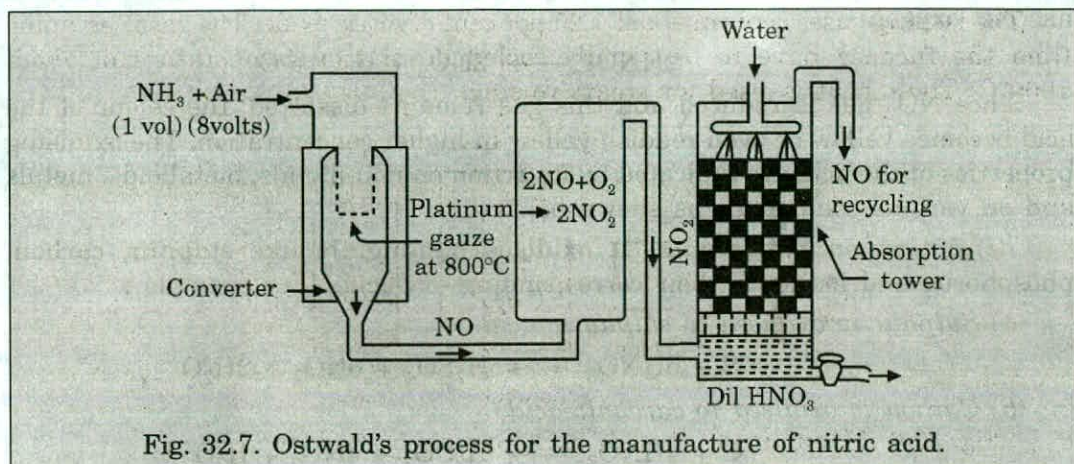 Water
NH₃ + Air
(1 vol) (8volts)
2NO+O₂
Platinum → 2NO₂
gauze
at 800°C
Converter
NO
NO₂
NO for
recycling
Absorption
tower
Dil HNO₃
Fig. 32.7. Ostwald's process for the manufacture of nitric acid.